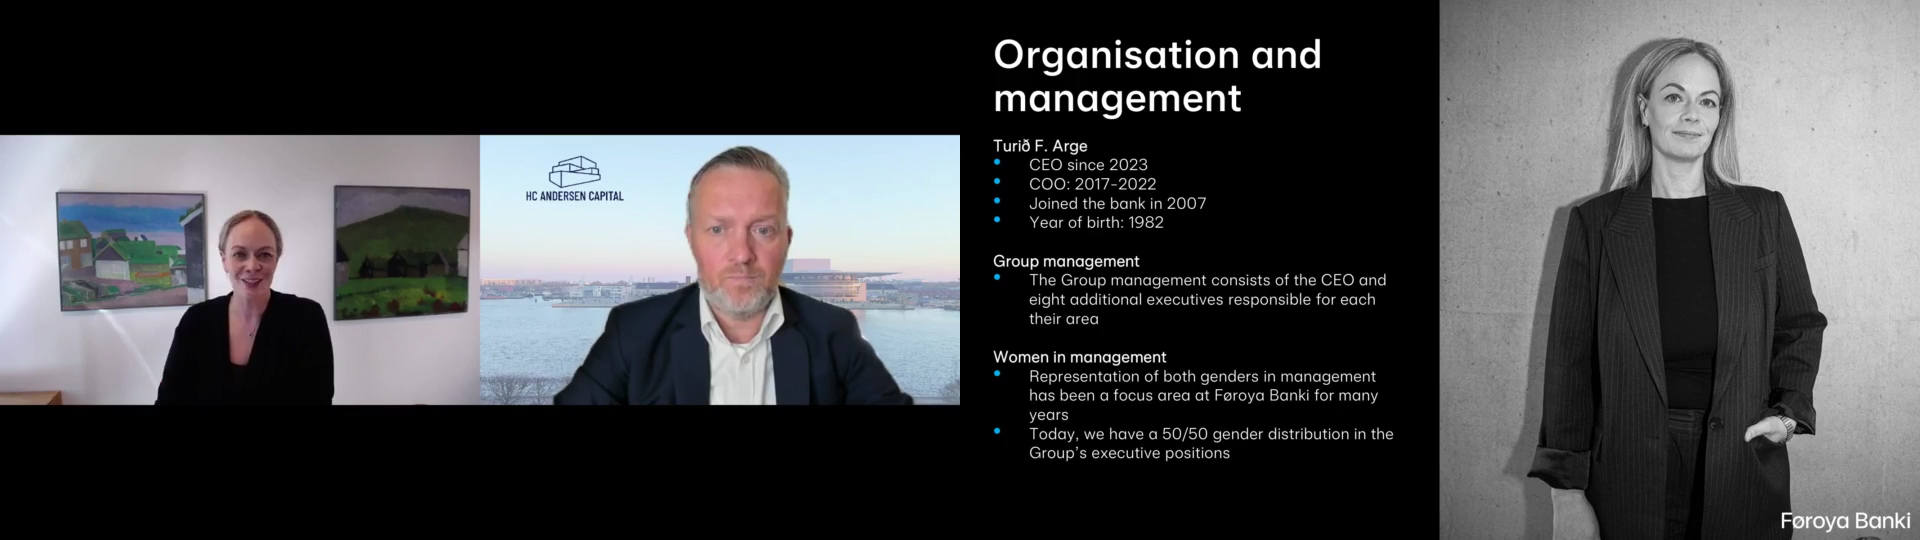 HC ANDERSEN CAPITAL
Organisation and
management
Turið F. Arge
• CEO since 2023
• COO: 2017-2022
• Joined the bank in 2007
• Year of birth: 1982
Group management
• The Group management consists of the CEO and
eight additional executives responsible for each
their area
Women in management
• Representation of both genders in management
has been a focus area at Føroya Banki for many
years
• Today, we have a 50/50 gender distribution in the
Group's executive positions
Føroya Banki